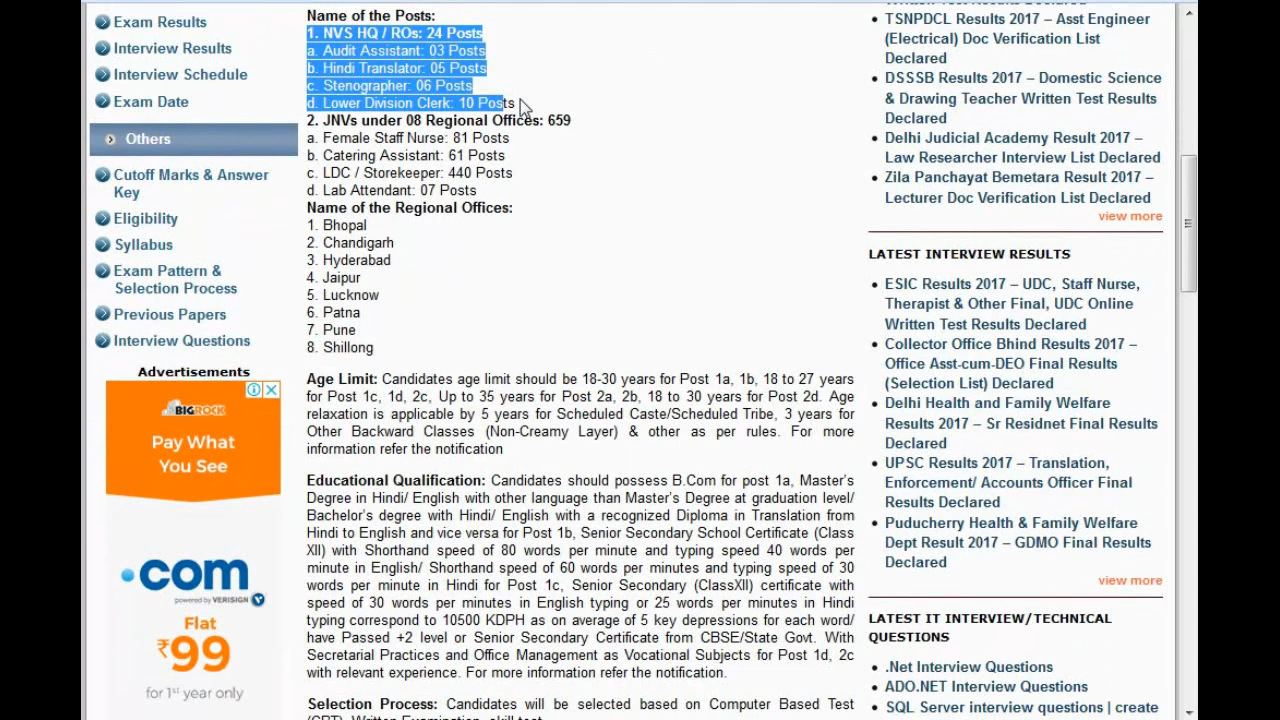 Exam Results
Interview Results
Interview Schedule
Exam Date
Others
Cutoff Marks & Answer
Key
Eligibility
Syllabus
Exam Pattern &
Selection Process
Previous Papers
Interview Questions
Advertisements
BIGROCK
Pay What
You See
.com
powered by VERISIGN
Flat
₹99
for 1st year only
Name of the Posts:
1. NVS HQ / ROs: 24 Posts
a. Audit Assistant: 03 Posts
b. Hindi Translator: 05 Posts
c. Stenographer: 06 Posts
d. Lower Division Clerk: 10 Posts
2. JNVs under 08 Regional Offices: 659
a. Female Staff Nurse: 81 Posts
b. Catering Assistant: 61 Posts
c. LDC / Storekeeper: 440 Posts
d. Lab Attendant: 07 Posts
Name of the Regional Offices:
1. Bhopal
2. Chandigarh
3. Hyderabad
4. Jaipur
5. Lucknow
6. Patna
7. Pune
8. Shillong
Age Limit: Candidates age limit should be 18-30 years for Post 1a, 1b, 18 to 27 years
for Post 1c, 1d, 2c, Up to 35 years for Post 2a, 2b, 18 to 30 years for Post 2d. Age
relaxation is applicable by 5 years for Scheduled Caste/Scheduled Tribe, 3 years for
Other Backward Classes (Non-Creamy Layer) & other as per rules. For more
information refer the notification
Educational Qualification: Candidates should possess B.Com for post 1a, Master's
Degree in Hindi/ English with other language than Master's Degree at graduation level/
Bachelor's degree with Hindi/ English with a recognized Diploma in Translation from
Hindi to English and vice versa for Post 1b, Senior Secondary School Certificate (Class
XII) with Shorthand speed of 80 words per minute and typing speed 40 words per
minute in English/ Shorthand speed of 60 words per minutes and typing speed of 30
words per minute in Hindi for Post 1c, Senior Secondary (ClassXII) certificate with
speed of 30 words per minutes in English typing or 25 words per minutes in Hindi
typing correspond to 10500 KDPH as on average of 5 key depressions for each word/
have Passed +2 level or Senior Secondary Certificate from CBSE/State Govt. With
Secretarial Practices and Office Management as Vocational Subjects for Post 1d, 2c
with relevant experience. For more information refer the notification.
Selection Process: Candidates will be selected based on Computer Based Test
(CBT), Written Examination, skill test
Written Test Results
Declared
TSNPDCL Results 2017 – Asst Engineer
(Electrical) Doc Verification List
Declared
DSSSB Results 2017 – Domestic Science
& Drawing Teacher Written Test Results
Declared
Delhi Judicial Academy Result 2017 –
Law Researcher Interview List Declared
Zila Panchayat Bemetara Result 2017 –
Lecturer Doc Verification List Declared
view more
LATEST INTERVIEW RESULTS
ESIC Results 2017 – UDC, Staff Nurse,
Therapist & Other Final, UDC Online
Written Test Results Declared
Collector Office Bhind Results 2017 –
Office Asst-cum-DEO Final Results
(Selection List) Declared
Delhi Health and Family Welfare
Results 2017 – Sr Residnet Final Results
Declared
UPSC Results 2017 – Translation,
Enforcement/ Accounts Officer Final
Results Declared
Puducherry Health & Family Welfare
Dept Result 2017 – GDMO Final Results
Declared
view more
LATEST IT INTERVIEW/TECHNICAL
QUESTIONS
.Net Interview Questions
ADO.NET Interview Questions
SQL Server interview questions | create